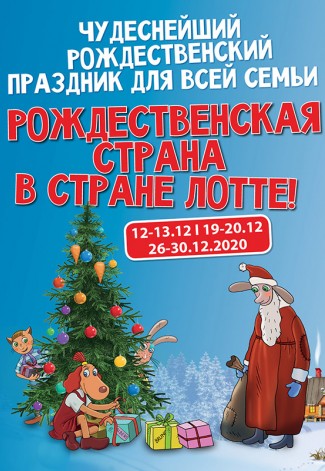 ЧУДЕСНЕЙШИЙ
РОЖДЕСТВЕНСКИЙ
ПРАЗДНИК ДЛЯ ВСЕЙ СЕМЬИ
РОЖДЕСТВЕНСКАЯ
СТРАНА
В СТРАНЕ ЛОТТЕ!
12-13.12 I 19-20.12
26-30.12.2020